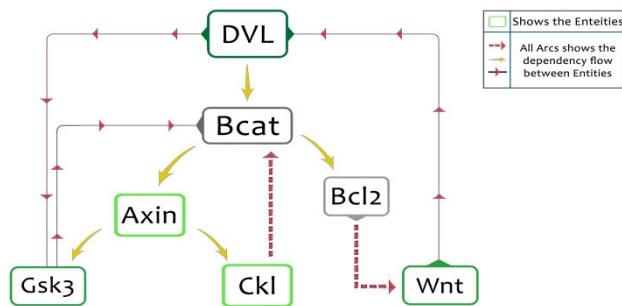 DVL
Bcat
Axin
Bcl2
Gsk3
Ckl
Wnt
Shows the Enteities
All Arcs shows the
dependency flow
between Entities